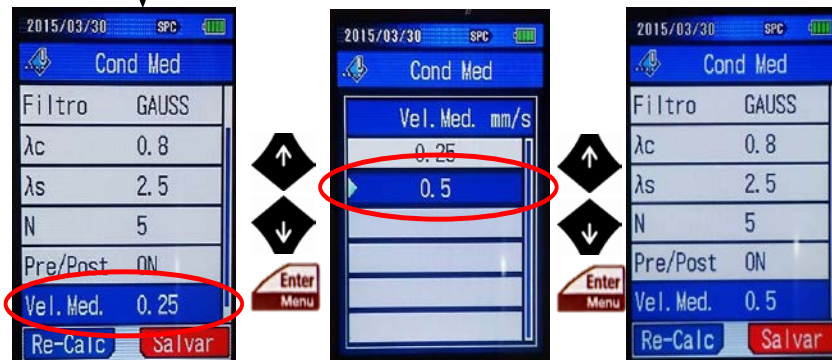 2015/03/30 SPC
Cond Med
Filtro GAUSS
λc 0.8
λs 2.5
N 5
Pre/Post ON
Vel.Med. 0.25
Re-Calc Salvar
Enter
Menu
2015/03/30 SPC
Cond Med
Vel.Med. mm/s
0.25
0.5
Enter
Menu
2015/03/30 SPC
Cond Med
Filtro GAUSS
λc 0.8
λs 2.5
N 5
Pre/Post ON
Vel.Med. 0.5
Re-Calc Salvar